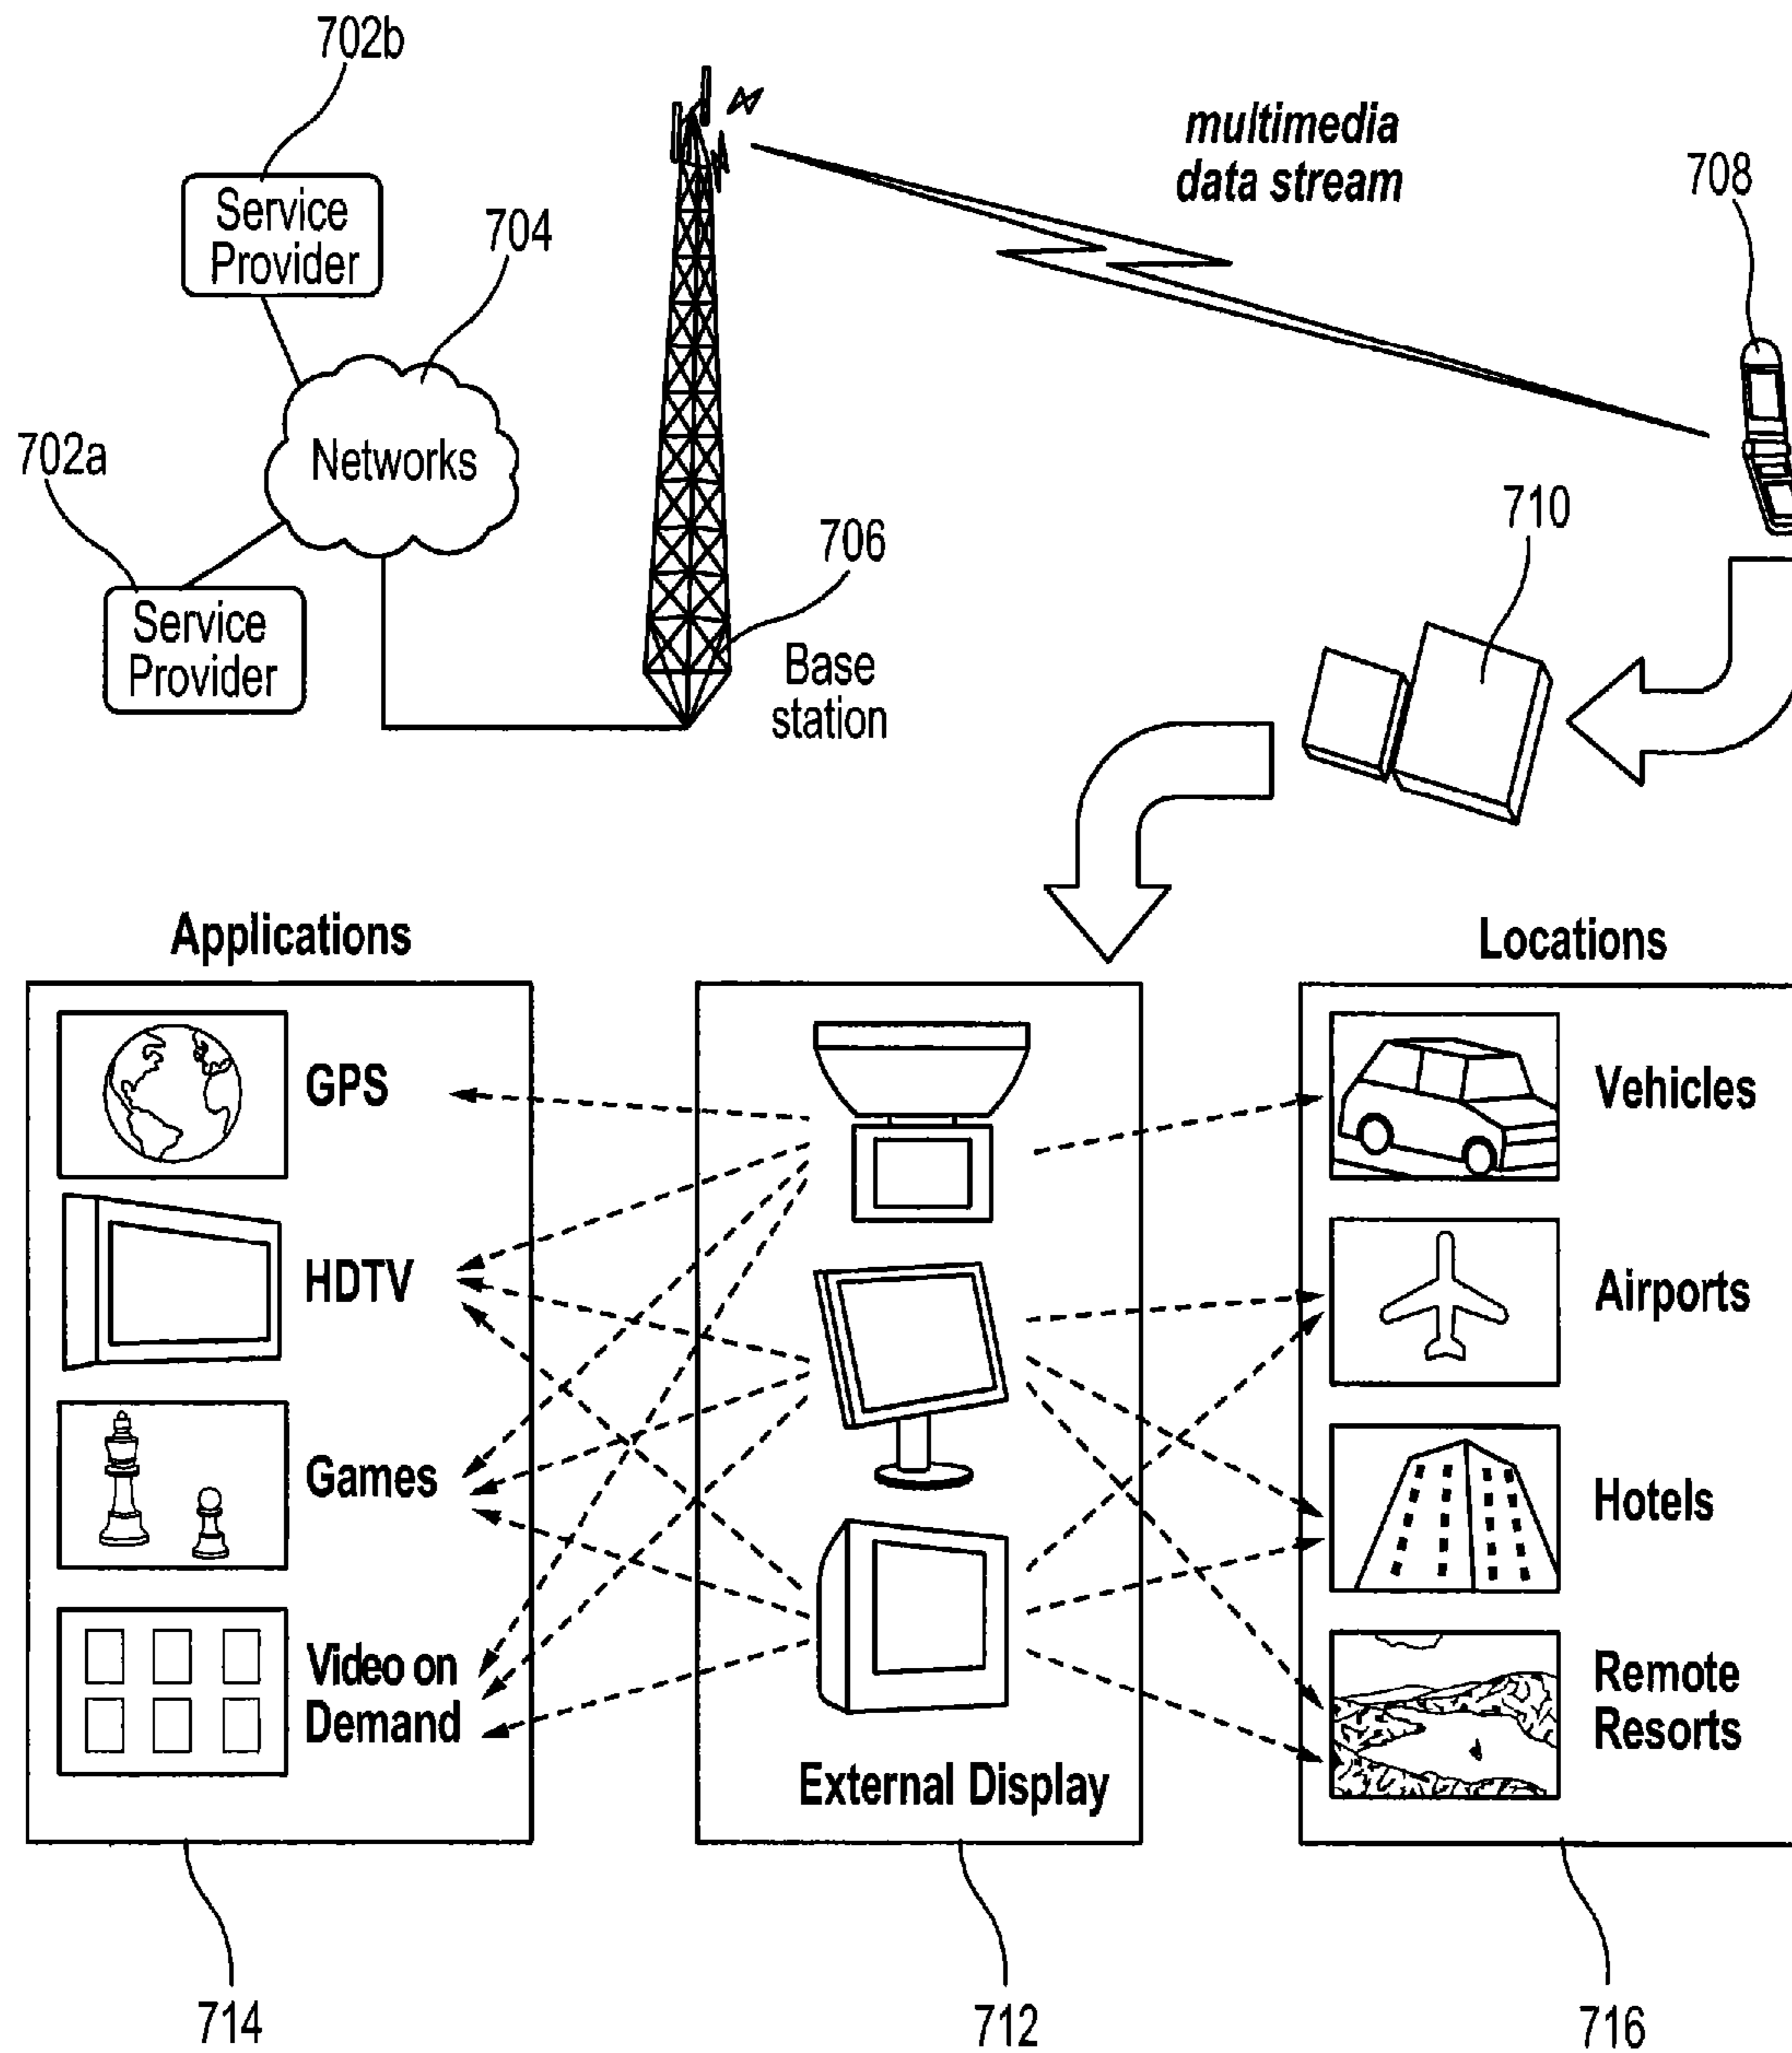 702b
multimedia
data stream
708
Service
Provider
704
702a
Networks
710
706
Service
Provider
Base
station
Applications
Locations
GPS
Vehicles
HDTV
Airports
Games
Hotels
Video on
Demand
Remote
Resorts
External Display
714
712
716